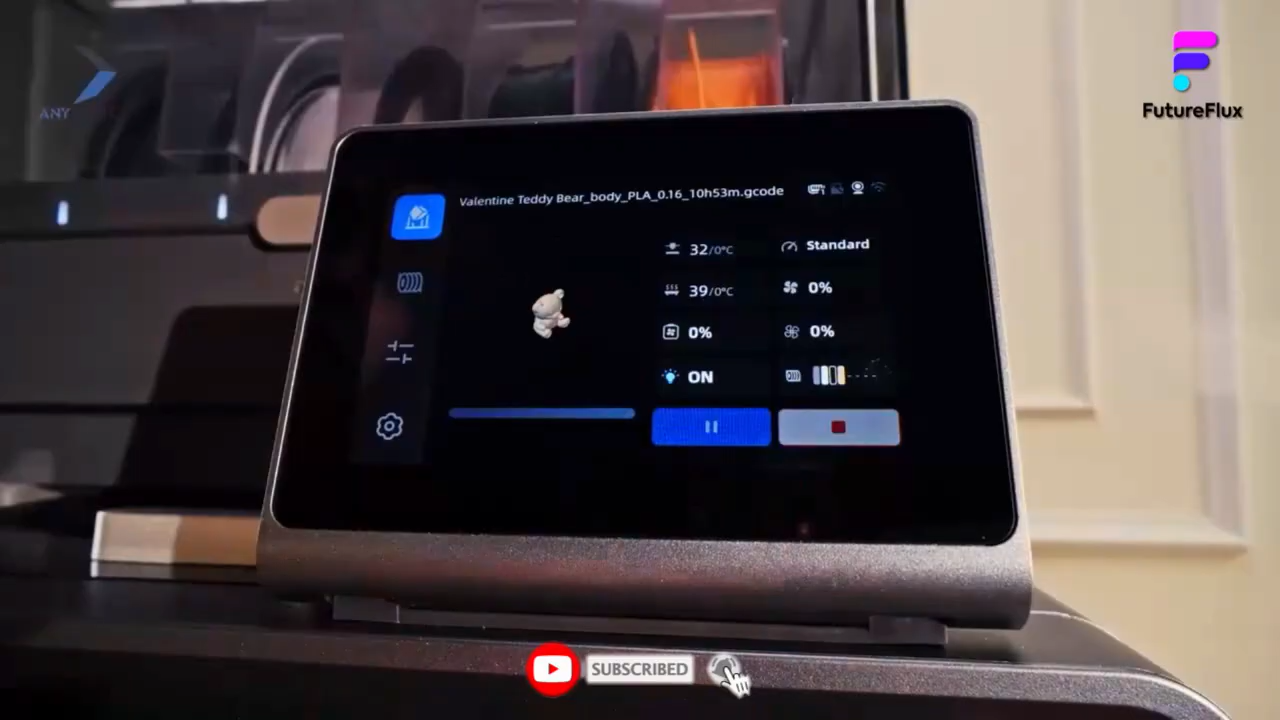 ANY
FutureFlux
Valentine Teddy Bear_body_PLA_0.16_10h53m.gcode
32/0°C
Standard
39/0°C
0%
0%
0%
ON
SUBSCRIBED